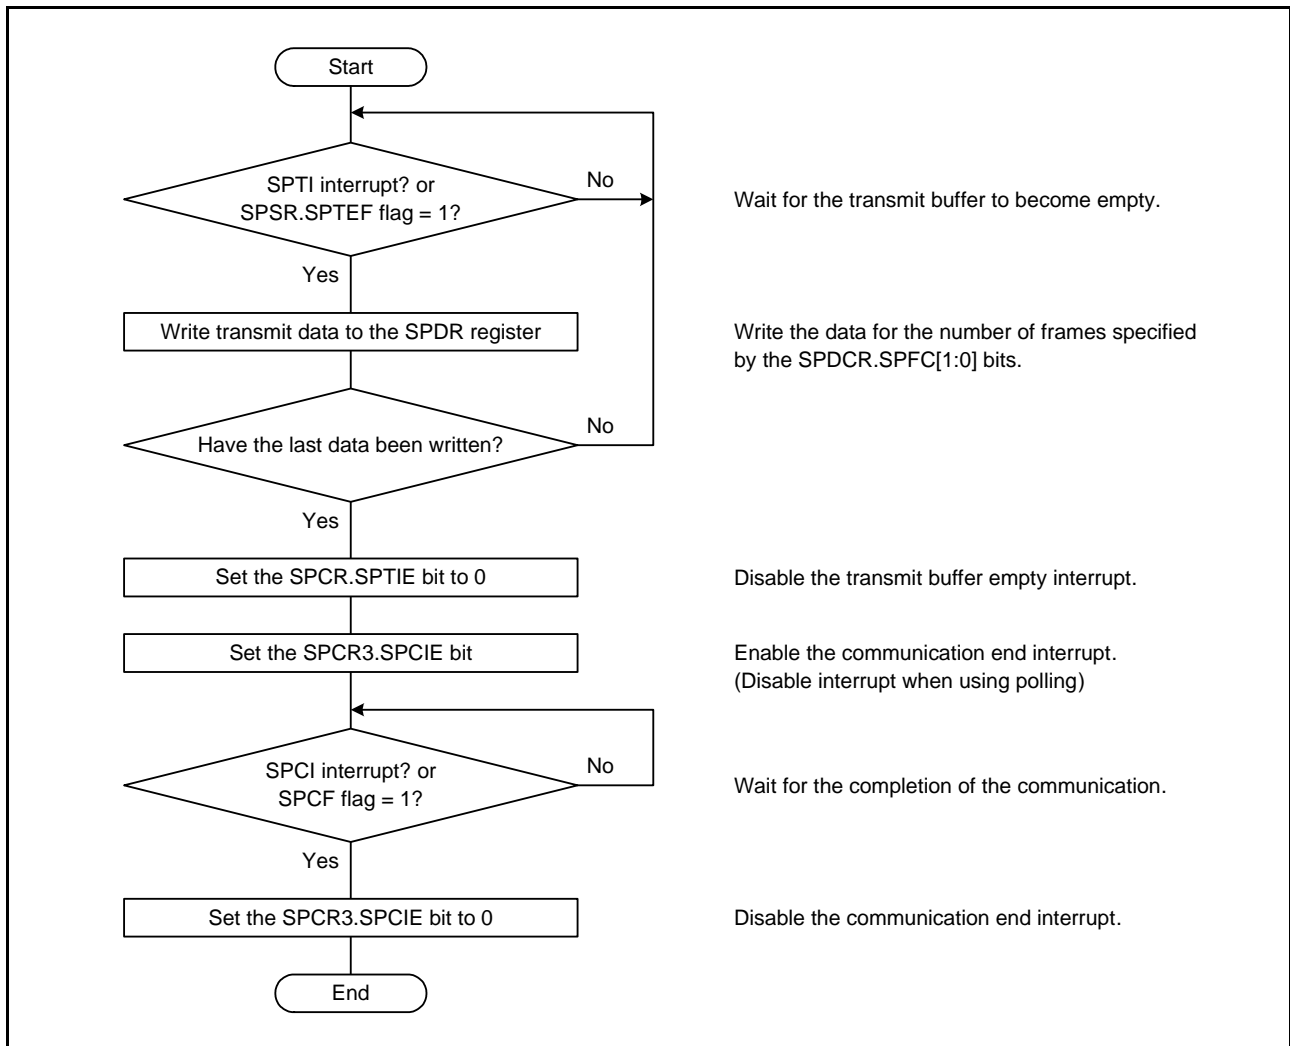 Start
SPTI interrupt? or
SPSR.SPTEF flag = 1?
No
Wait for the transmit buffer to become empty.
Yes
Write transmit data to the SPDR register
Write the data for the number of frames specified
by the SPDCR.SPFC[1:0] bits.
Have the last data been written?
No
Yes
Set the SPCR.SPTIE bit to 0
Disable the transmit buffer empty interrupt.
Set the SPCR3.SPCIE bit
Enable the communication end interrupt.
(Disable interrupt when using polling)
SPCI interrupt? or
SPCF flag = 1?
No
Wait for the completion of the communication.
Yes
Set the SPCR3.SPCIE bit to 0
Disable the communication end interrupt.
End